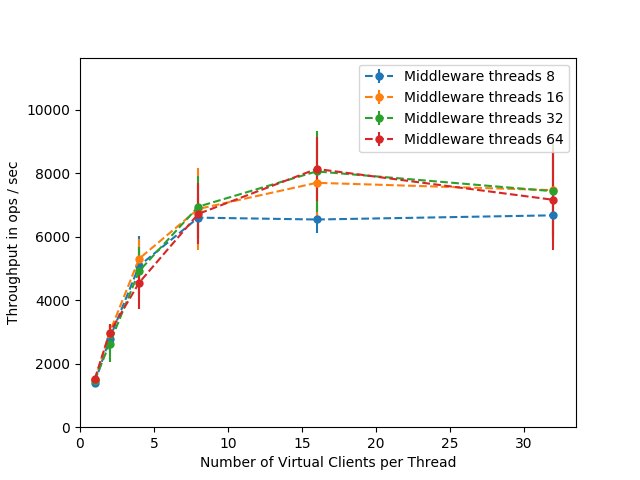 Middleware threads 8
Middleware threads 16
Middleware threads 32
Middleware threads 64
Throughput in ops / sec
10000
8000
6000
4000
2000
0
0 5 10 15 20 25 30
Number of Virtual Clients per Thread